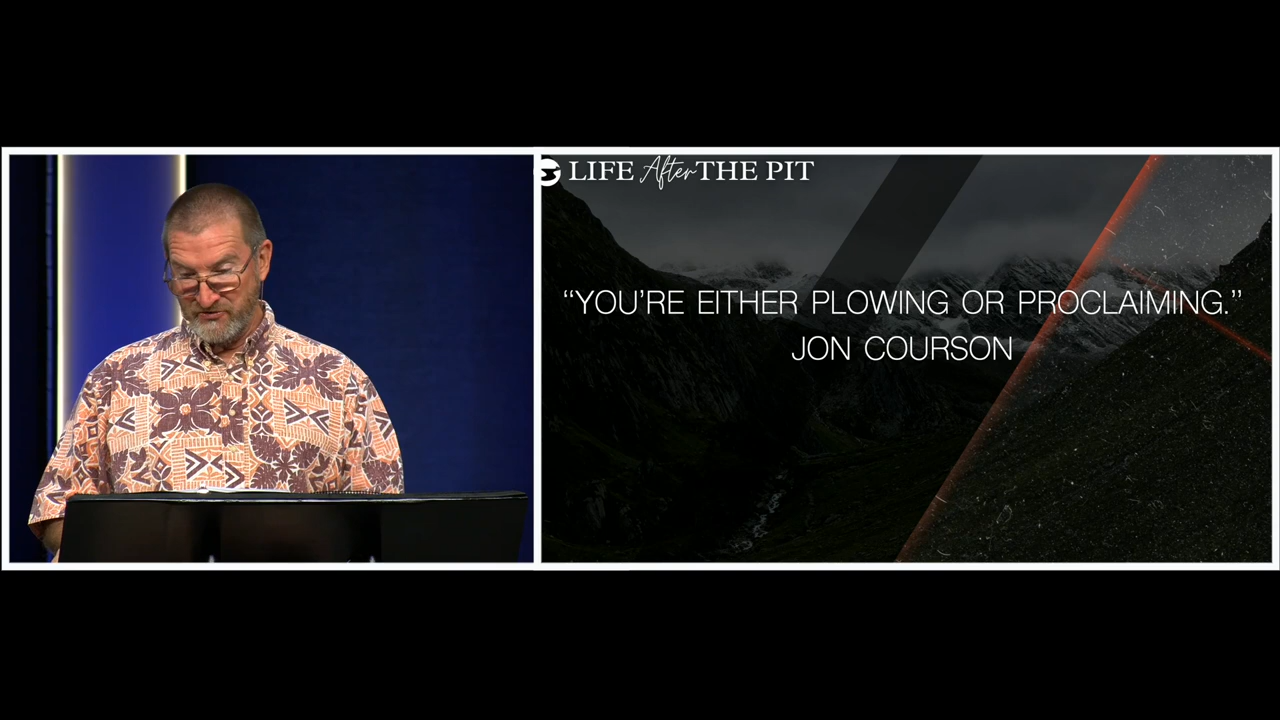 LIFE After THE PIT
“YOU’RE EITHER PLOWING OR PROCLAIMING.”
JON COURSON